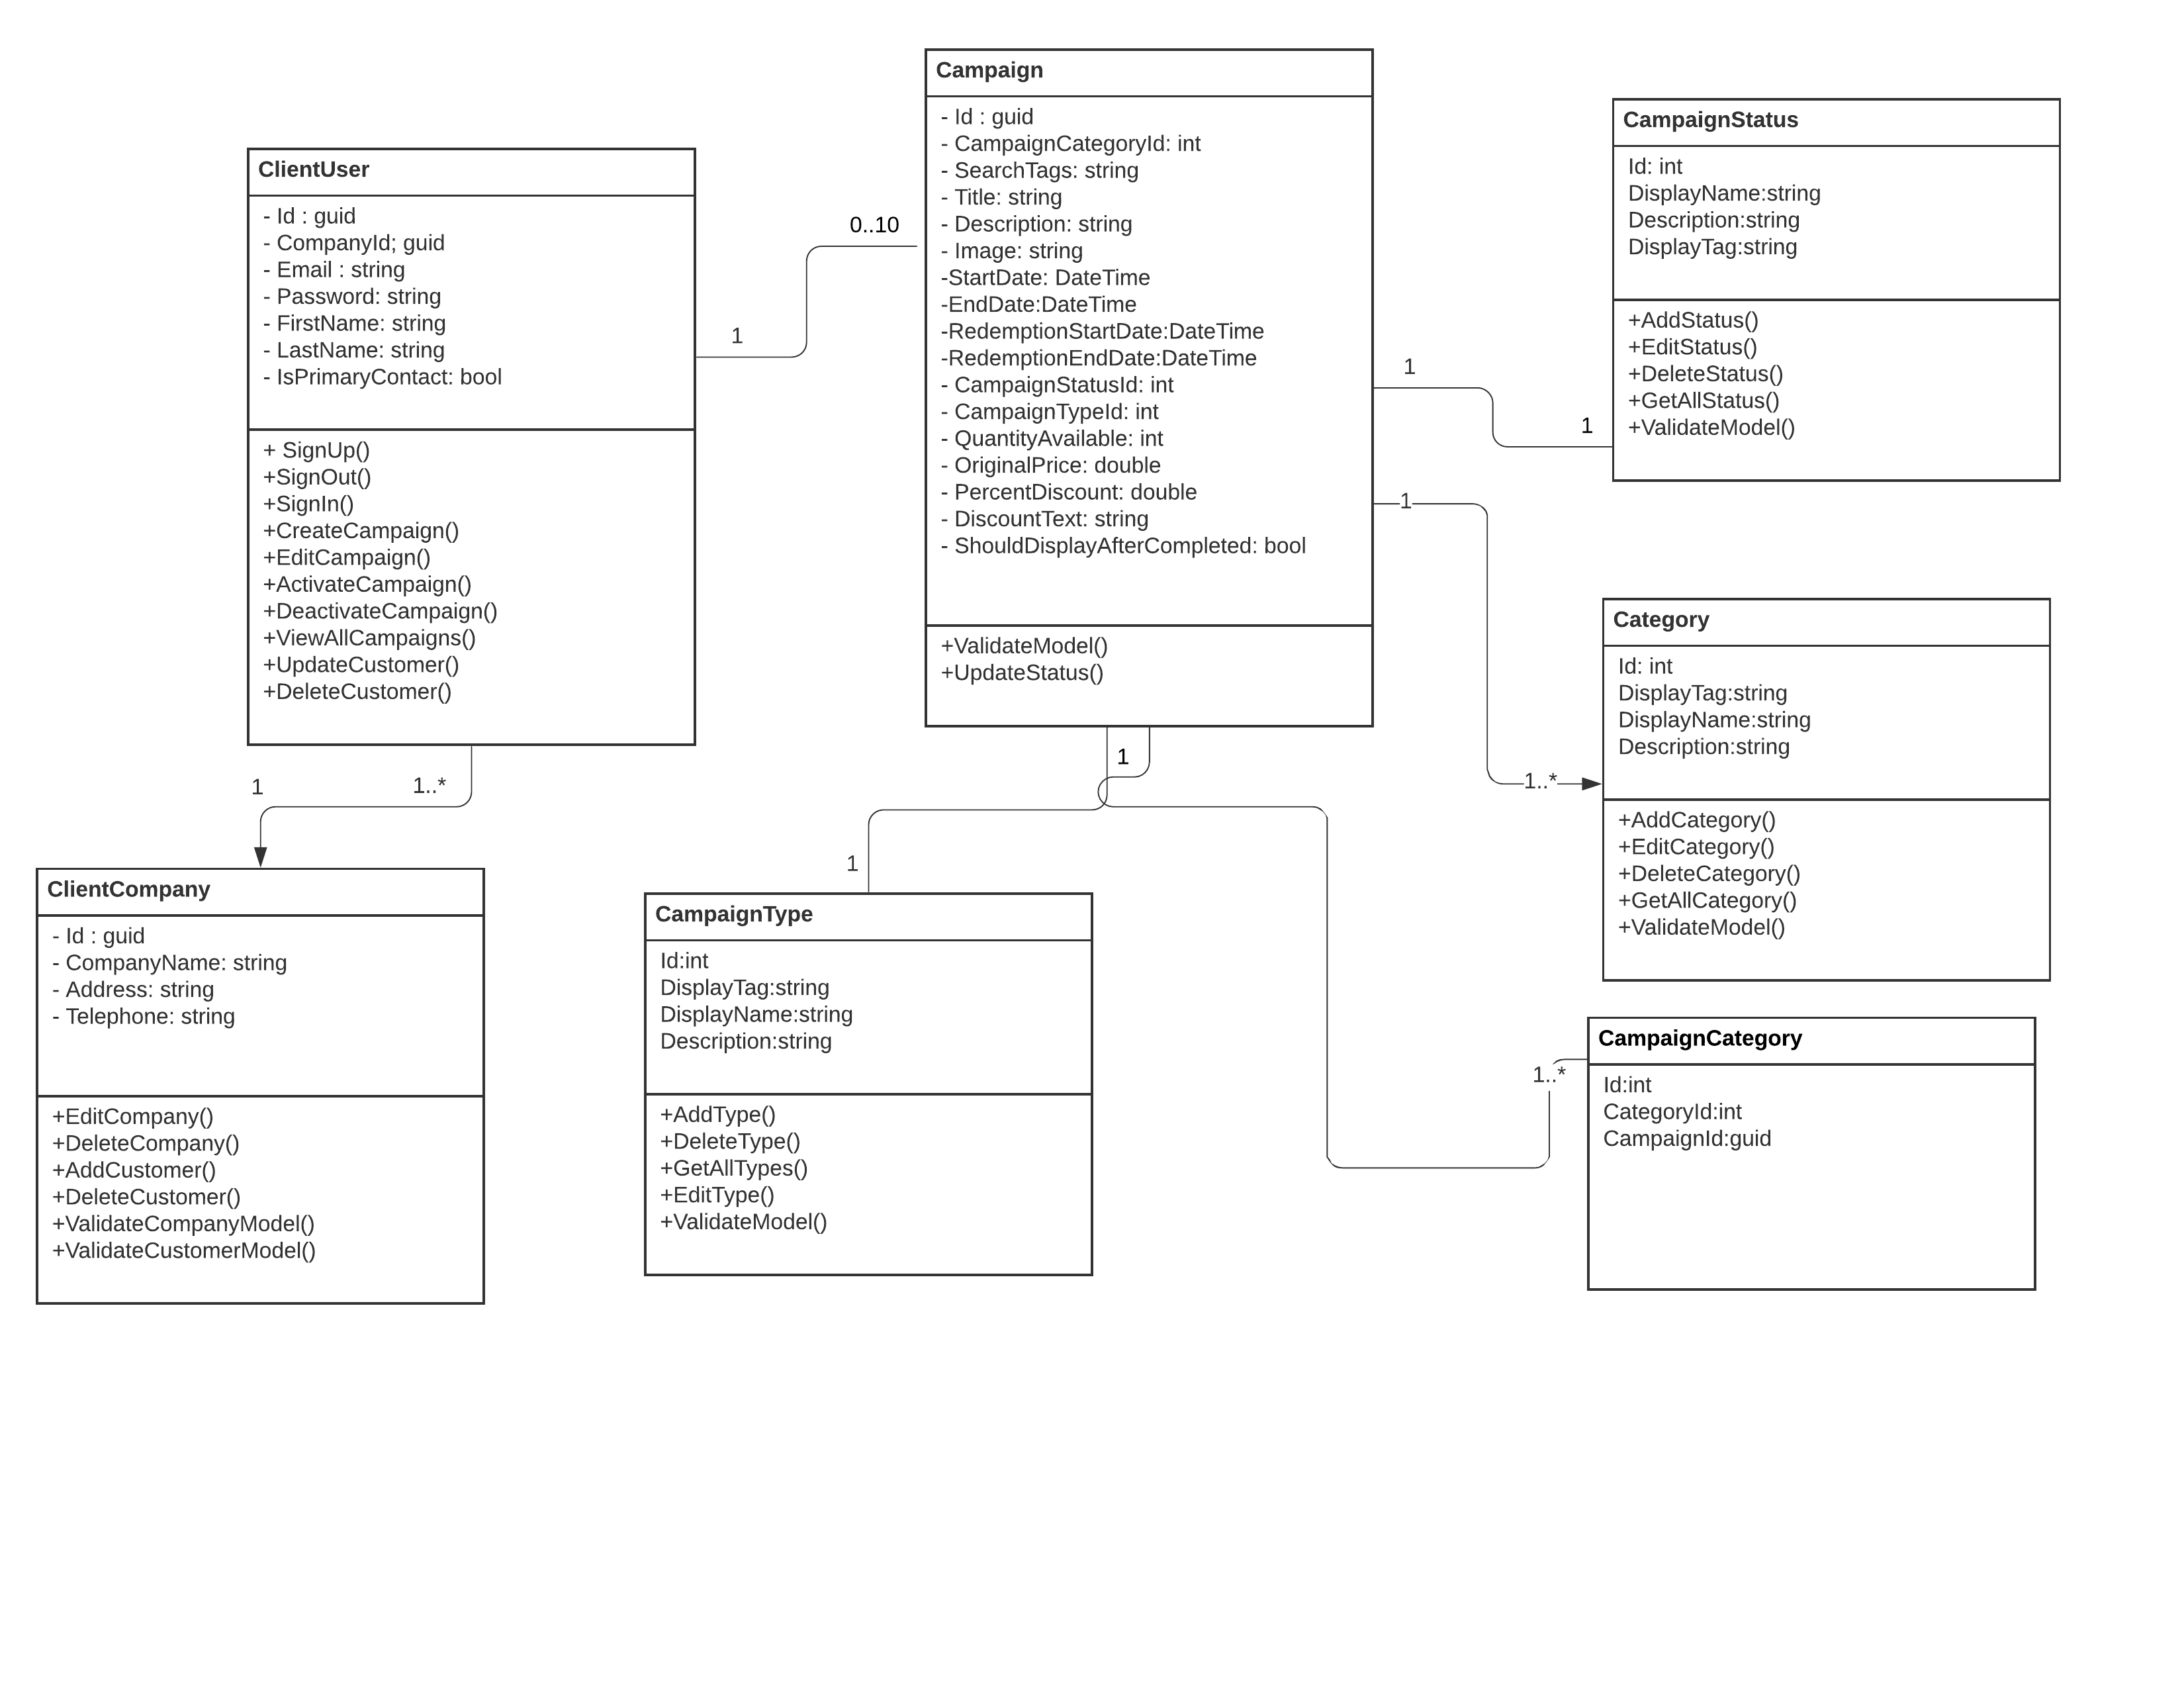 Campaign
- Id : guid
- CampaignCategoryId: int
- SearchTags: string
- Title: string
- Description: string
- Image: string
-StartDate: DateTime
-EndDate:DateTime
-RedemptionStartDate:DateTime
-RedemptionEndDate:DateTime
- CampaignStatusId: int
- CampaignTypeId: int
- QuantityAvailable: int
- OriginalPrice: double
- PercentDiscount: double
- DiscountText: string
- ShouldDisplayAfterCompleted: bool
+ValidateModel()
+UpdateStatus()
CampaignStatus
Id: int
DisplayName:string
Description:string
DisplayTag:string
+AddStatus()
+EditStatus()
+DeleteStatus()
+GetAllStatus()
+ValidateModel()
ClientUser
- Id : guid
- CompanyId; guid
- Email : string
- Password: string
- FirstName: string
- LastName: string
- IsPrimaryContact: bool
+ SignUp()
+SignOut()
+SignIn()
+CreateCampaign()
+EditCampaign()
+ActivateCampaign()
+DeactivateCampaign()
+ViewAllCampaigns()
+UpdateCustomer()
+DeleteCustomer()
0..10
1
1
1
1
1..*
Category
Id: int
DisplayTag:string
DisplayName:string
Description:string
+AddCategory()
+EditCategory()
+DeleteCategory()
+GetAllCategory()
+ValidateModel()
1
1..*
1
1
ClientCompany
- Id : guid
- CompanyName: string
- Address: string
- Telephone: string
+EditCompany()
+DeleteCompany()
+AddCustomer()
+DeleteCustomer()
+ValidateCompanyModel()
+ValidateCustomerModel()
CampaignType
Id:int
DisplayTag:string
DisplayName:string
Description:string
+AddType()
+DeleteType()
+GetAllTypes()
+EditType()
+ValidateModel()
1..*
CampaignCategory
Id:int
CategoryId:int
CampaignId:guid